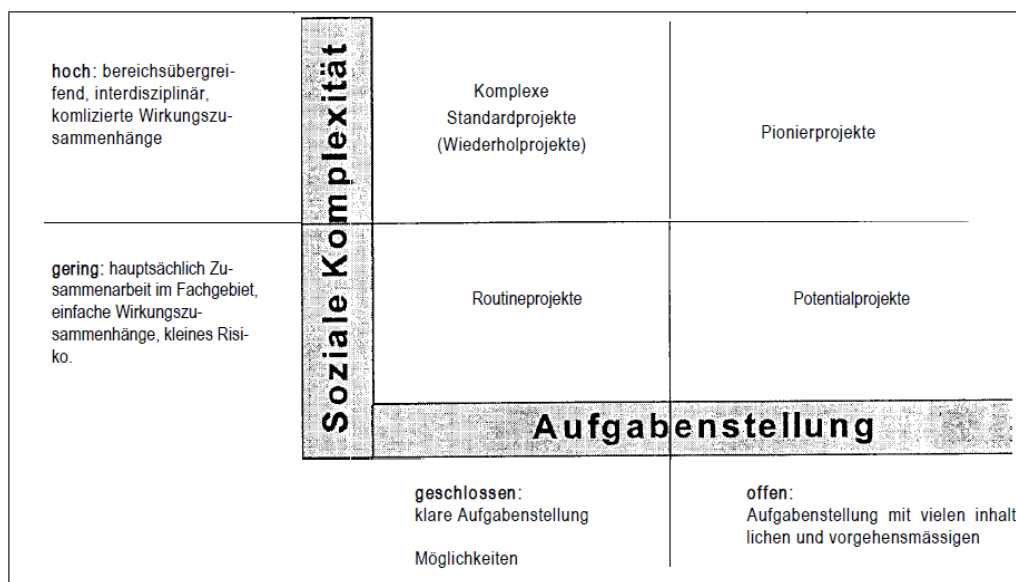 hoch: bereichsübergrei-
fend, interdisziplinär,
komlizierte Wirkungszu-
sammenhänge
Komplexe
Standardprojekte
(Wiederholprojekte)
Pionierprojekte
Soziale Komplexität
gering: hauptsächlich Zu-
sammenarbeit im Fachgebiet,
einfache Wirkungszu-
sammenhänge, kleines Risi-
ko.
Routineprojekte
Potentialprojekte
Aufgabenstellung
geschlossen:
klare Aufgabenstellung
Möglichkeiten
offen:
Aufgabenstellung mit vielen inhalt
lichen und vorgehensmässigen